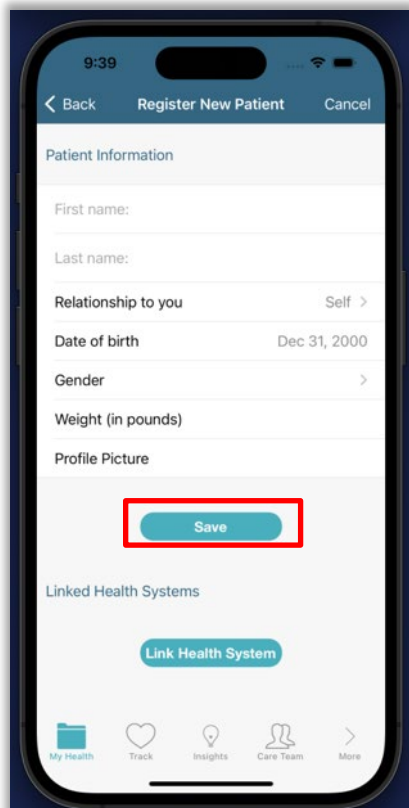 9:39
Back Register New Patient Cancel
Patient Information
First name:
Last name:
Relationship to you Self
Date of birth Dec 31, 2000
Gender
Weight (in pounds)
Profile Picture
Save
Linked Health Systems
Link Health System
My Health Track Insights Care Team More